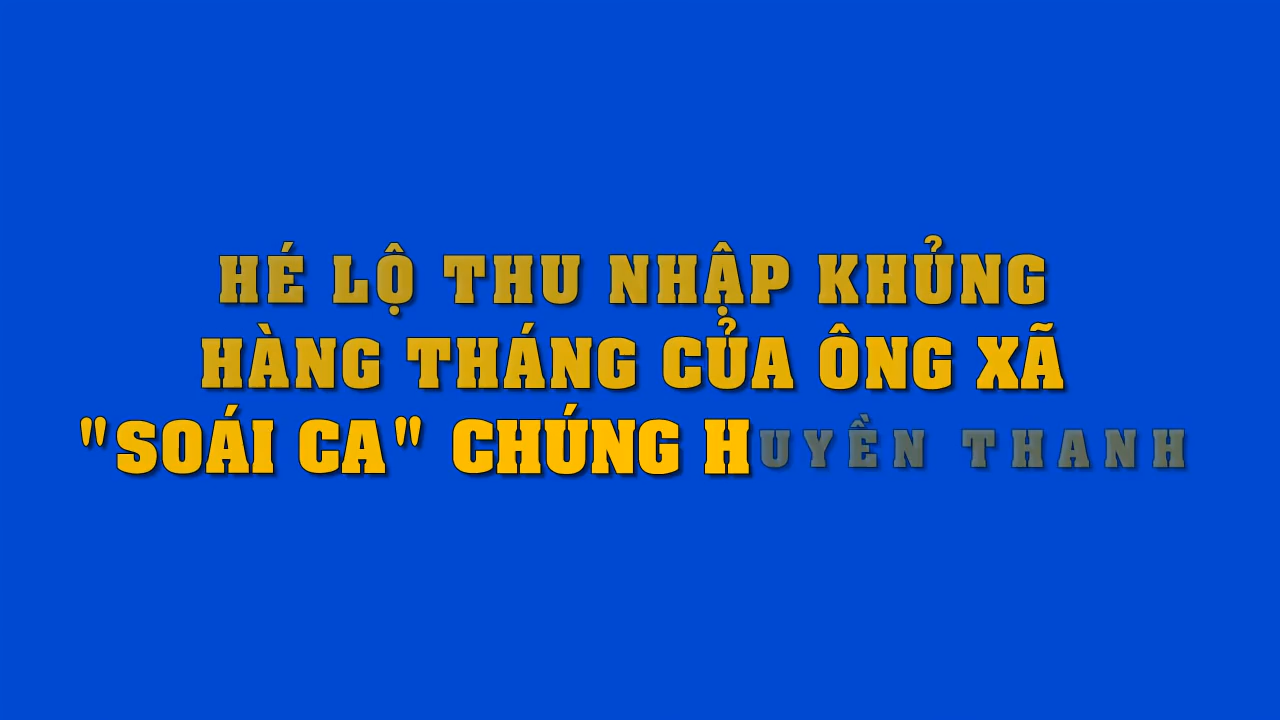 HÉ LỘ THU NHẬP KHỦNG
HÀNG THÁNG CỦA ÔNG XÃ
"SOÁI CA" CHÚNG HUYỀN THANH